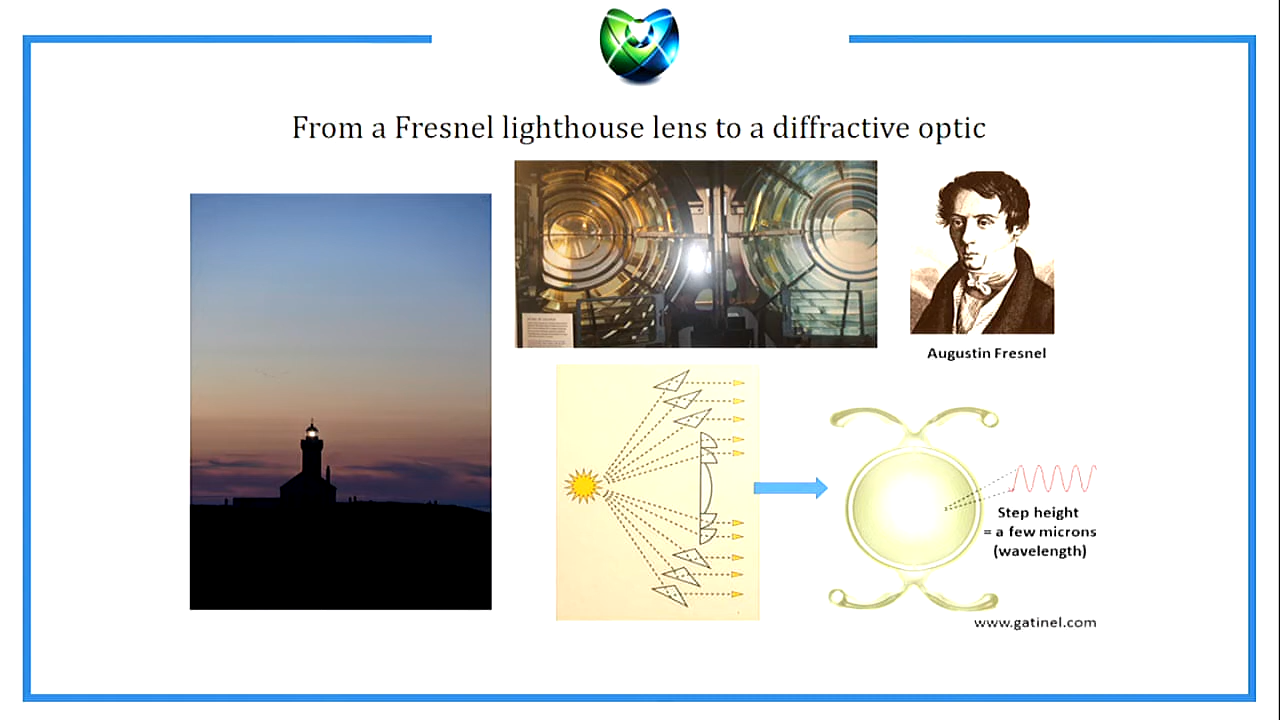 From a Fresnel lighthouse lens to a diffractive optic
Augustin Fresnel
Step height
= a few microns
(wavelength)
www.gatinel.com